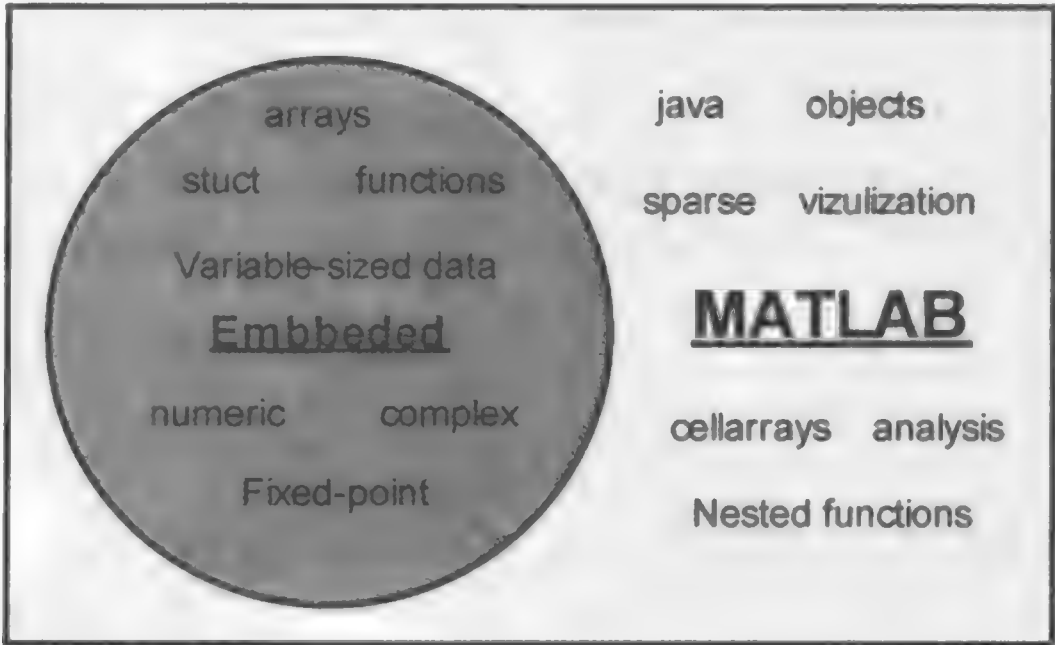 arrays
stuct functions
Variable-sized data
Embbeded
numeric complex
Fixed-point
java objects
sparse vizulization
MATLAB
cellarrays analysis
Nested functions